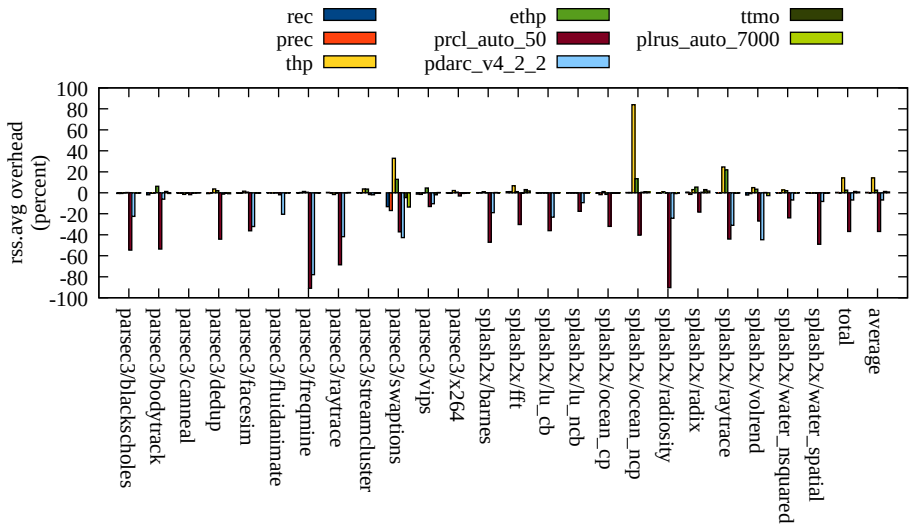 rec
prec
thp
ethp
prcl_auto_50
pdarc_v4_2_2
ttmo
plrus_auto_7000
rss.avg overhead
(percent)
100
80
60
40
20
0
-20
-40
-60
-80
-100
parsec3/blackscholes
parsec3/bodytrack
parsec3/canneal
parsec3/dedup
parsec3/facesim
parsec3/fluidanimate
parsec3/freqmine
parsec3/raytrace
parsec3/streamcluster
parsec3/swaptions
parsec3/vips
parsec3/x264
splash2x/barnes
splash2x/fft
splash2x/lu_cb
splash2x/lu_ncb
splash2x/ocean_cp
splash2x/ocean_ncp
splash2x/radiosity
splash2x/radix
splash2x/raytrace
splash2x/volrend
splash2x/water_nsquared
splash2x/water_spatial
total
average